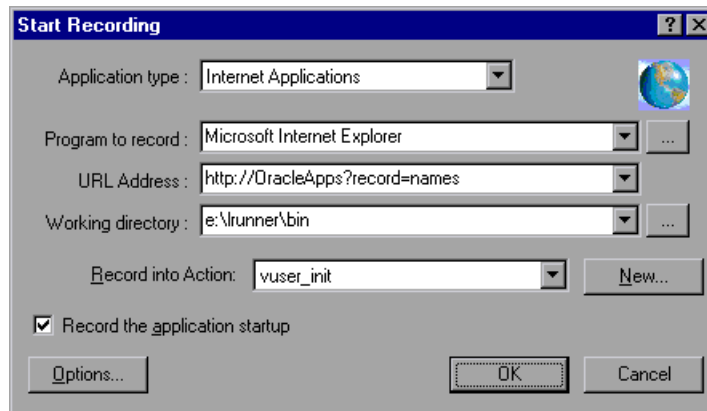 Start Recording
Application type : Internet Applications
Program to record : Microsoft Internet Explorer ...
URL Address : http://OracleApps?record=names
Working directory : e:\lrunner\bin ...
Record into Action: vuser_init New...
Record the application startup
Options... OK Cancel